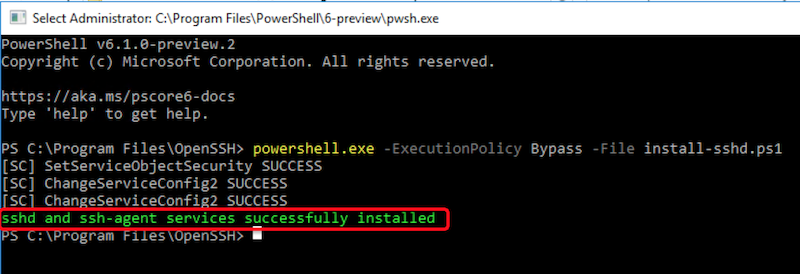 Select Administrator: C:\Program Files\PowerShell\6-preview\pwsh.exe
PowerShell v6.1.0-preview.2
Copyright (c) Microsoft Corporation. All rights reserved.
https://aka.ms/pscore6-docs
Type 'help' to get help.
PS C:\Program Files\OpenSSH> powershell.exe -ExecutionPolicy Bypass -File install-sshd.ps1
[SC] SetServiceObjectSecurity SUCCESS
[SC] ChangeServiceConfig2 SUCCESS
[SC] ChangeServiceConfig2 SUCCESS
sshd and ssh-agent services successfully installed
PS C:\Program Files\OpenSSH>